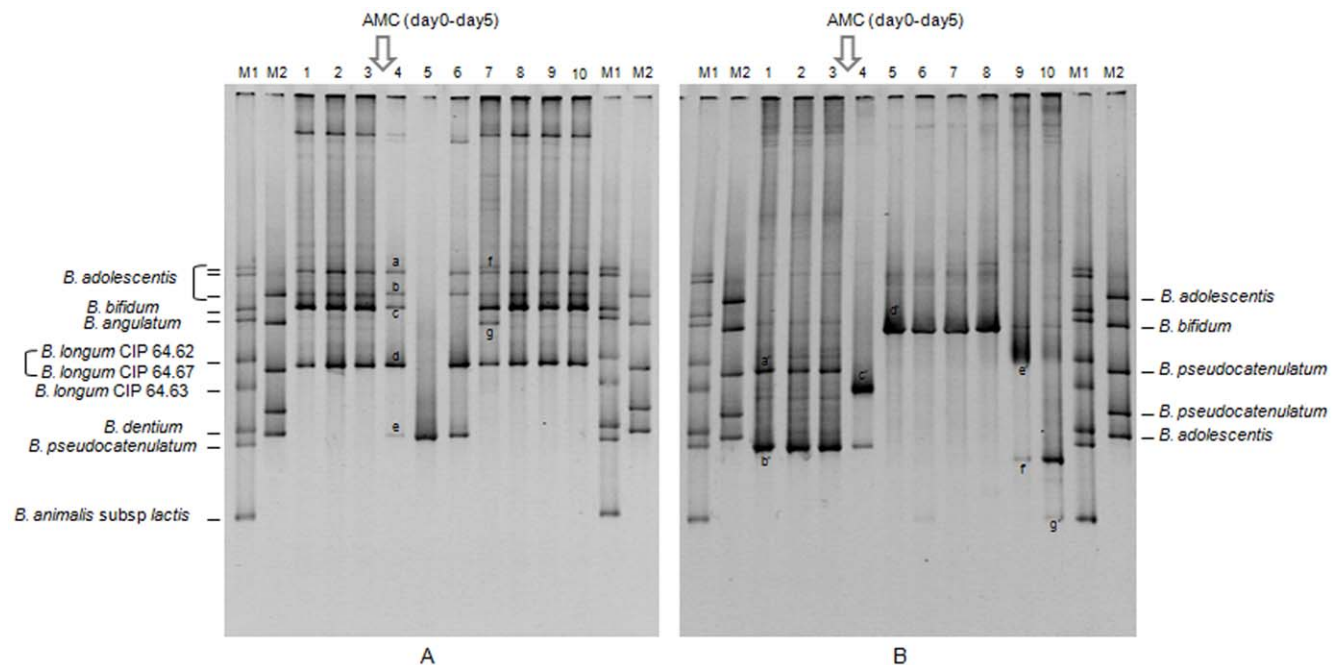 AMC (day0-day5) AMC (day0-day5)
M1 M2 1 2 3 4 5 6 7 8 9 10 M1 M2 M1 M2 1 2 3 4 5 6 7 8 9 10 M1 M2
a f
B. adolescentis
b
B. adolescentis
B. bifidum
c
d'
B. angulatum
g
B. bifidum
B. longum CIP 64.62
d
a'
e'
B. longum CIP 64.67
c'
B. pseudocatenulatum
B. longum CIP 64.63
B. pseudocatenulatum
B. dentium
e
B. adolescentis
B. pseudocatenulatum
b'
f'
B. animalis subsp lactis
g'
A B